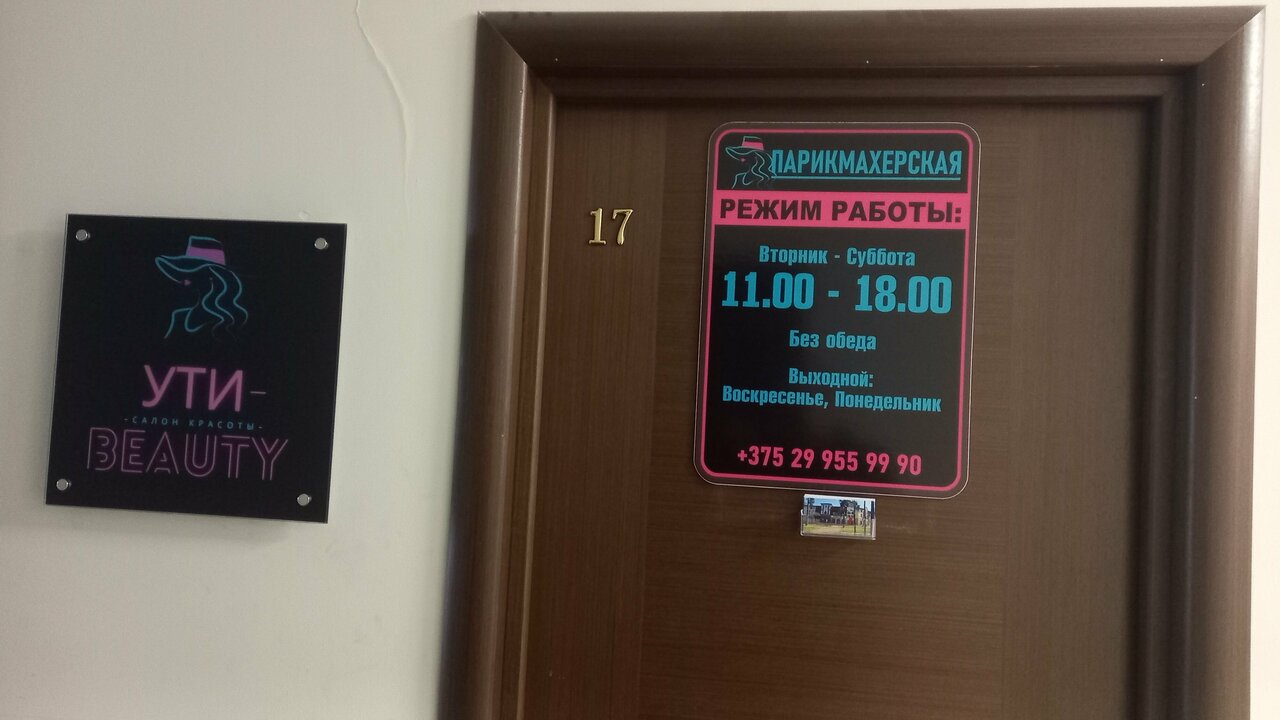 УТИ-
-САЛОН КРАСОТЫ-
BEAUTY
17
ПАРИКМАХЕРСКАЯ
РЕЖИМ РАБОТЫ:
Вторник - Суббота
11.00 - 18.00
Без обеда
Выходной:
Воскресенье, Понедельник
+375 29 955 99 90